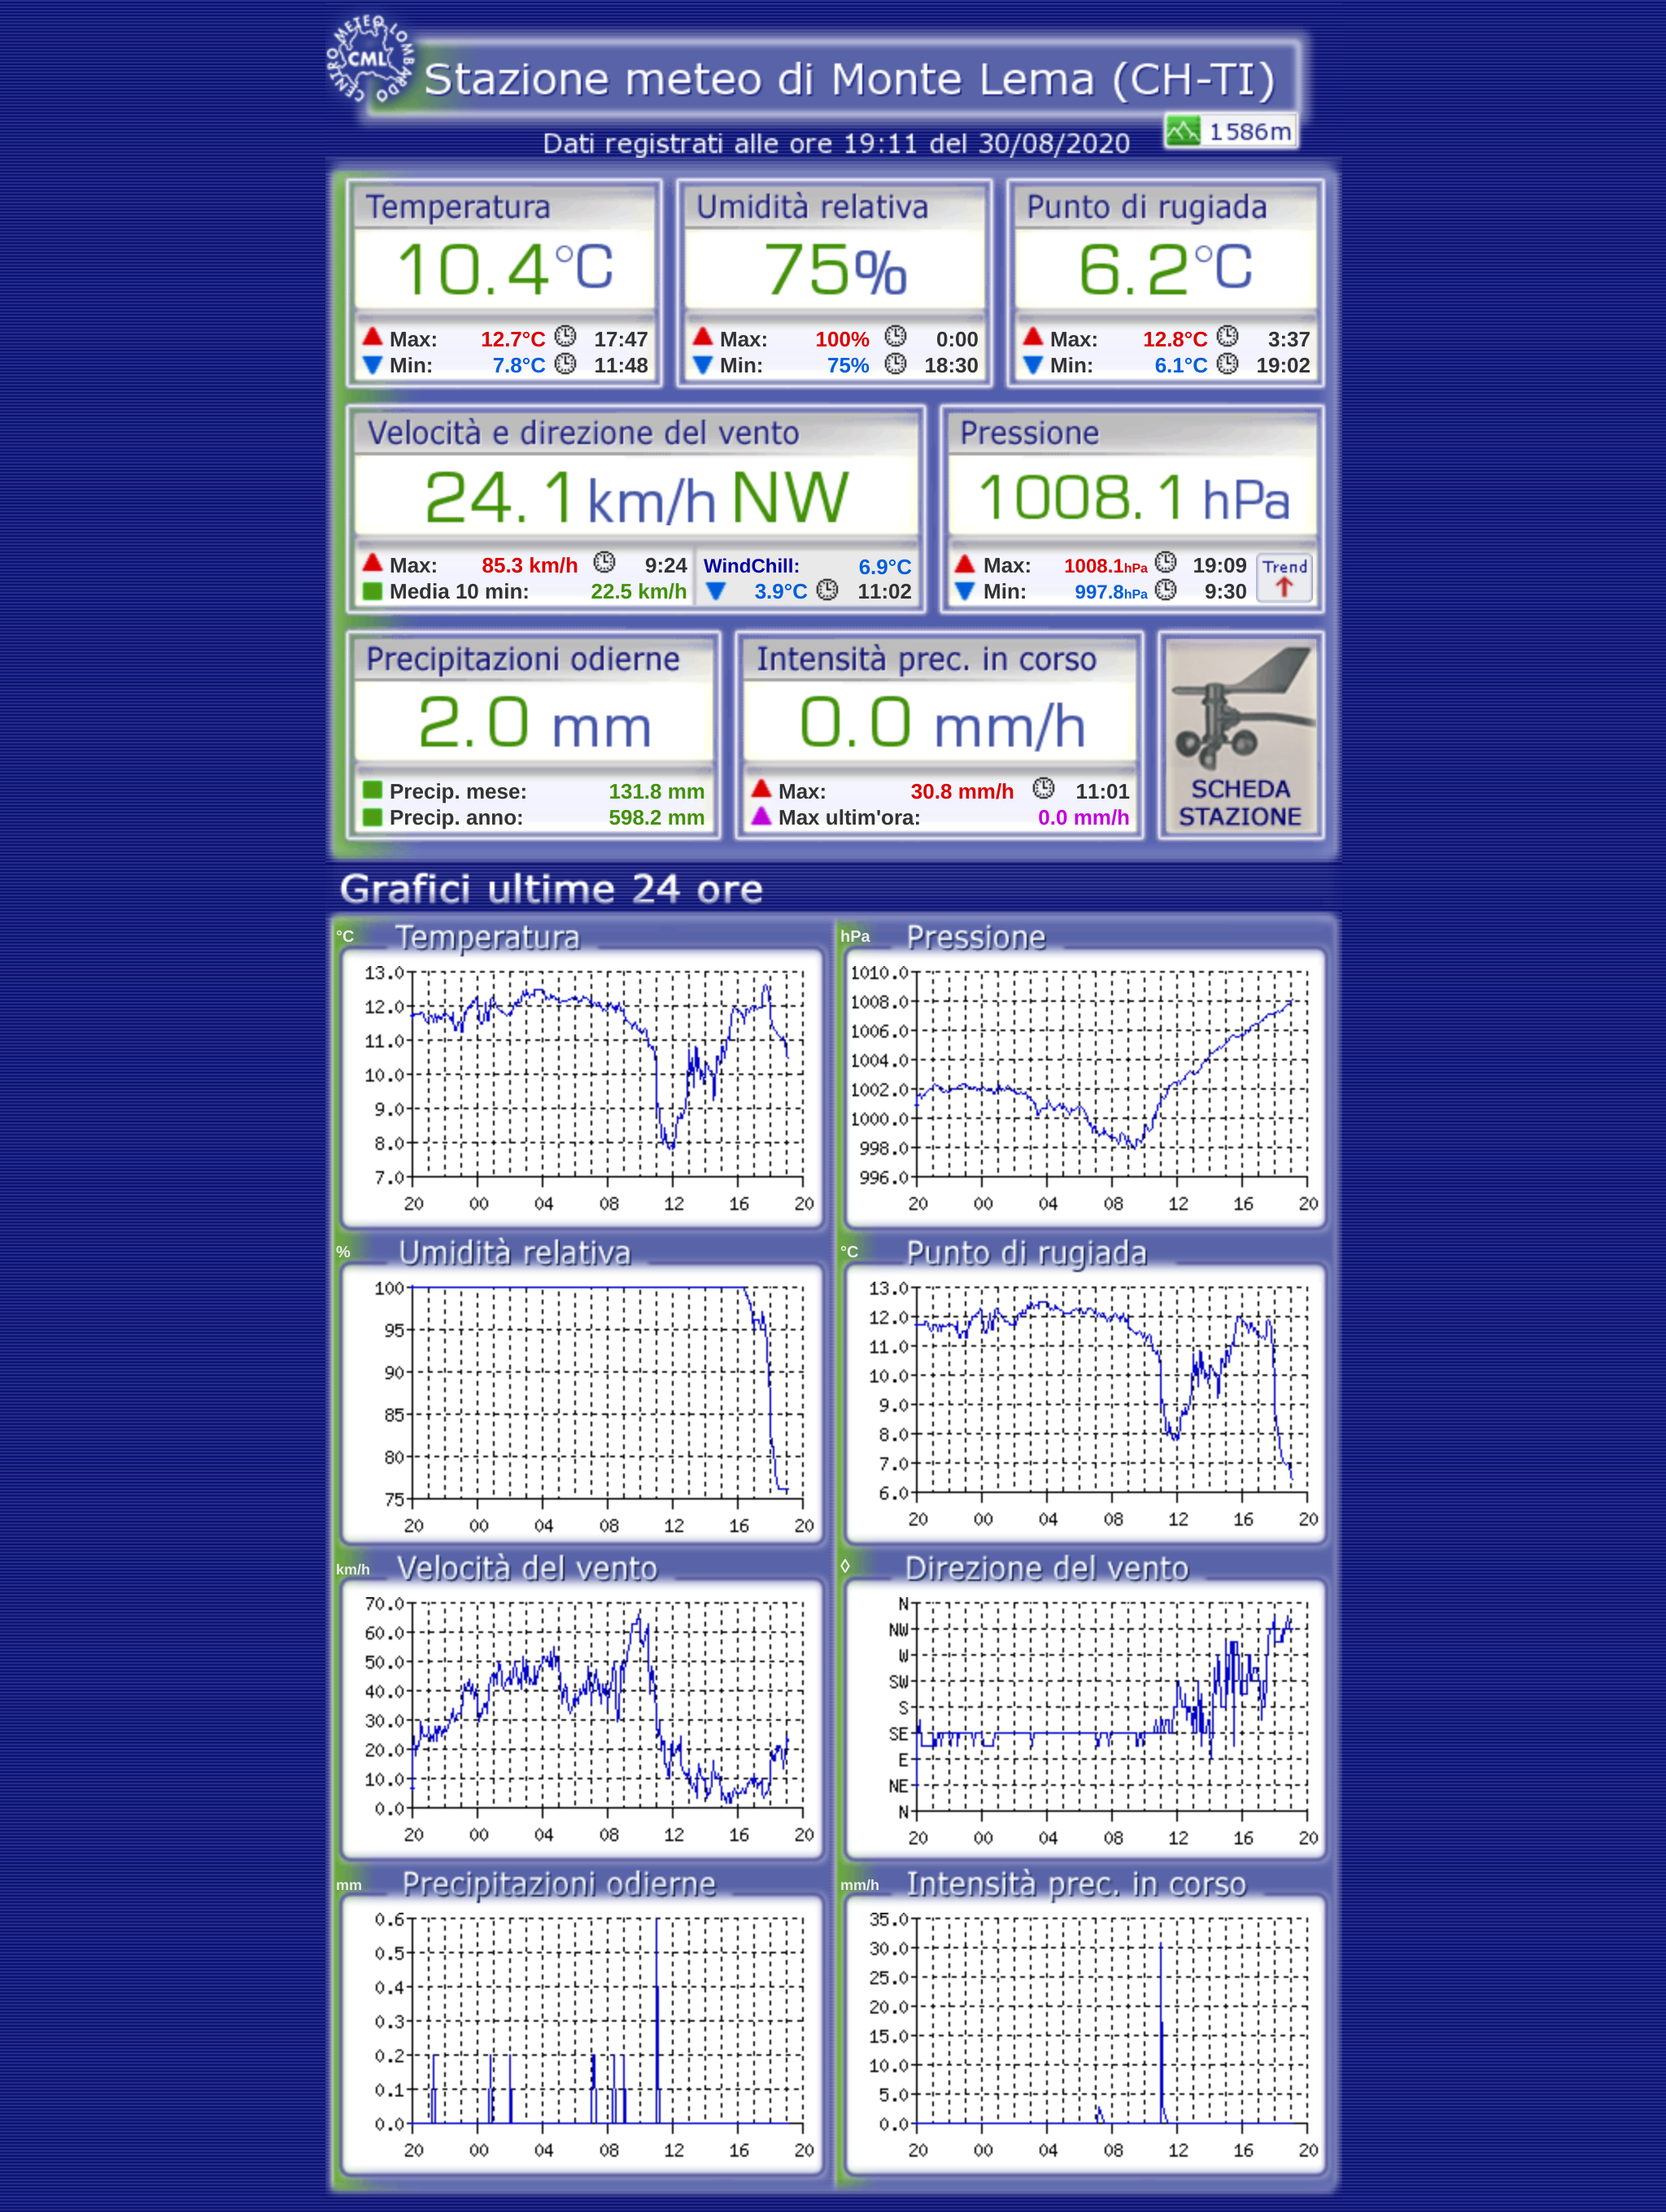 CENTRO METEO LOMBARDO
CML
Stazione meteo di Monte Lema (CH-TI)
Dati registrati alle ore 19:11 del 30/08/2020
1586m
Temperatura Umidità relativa Punto di rugiada
10.4°C 75% 6.2°C
Max: 12.7°C 17:47 Max: 100% 0:00 Max: 12.8°C 3:37
Min: 7.8°C 11:48 Min: 75% 18:30 Min: 6.1°C 19:02
Velocità e direzione del vento Pressione
24.1 km/h NW 1008.1 hPa
Max: 85.3 km/h 9:24 WindChill: 6.9°C Max: 1008.1hPa 19:09 Trend
Media 10 min: 22.5 km/h 3.9°C 11:02 Min: 997.8hPa 9:30
Precipitazioni odierne Intensità prec. in corso
2.0 mm 0.0 mm/h
Precip. mese: 131.8 mm Max: 30.8 mm/h 11:01 SCHEDA
Precip. anno: 598.2 mm Max ultim'ora: 0.0 mm/h STAZIONE
Grafici ultime 24 ore
°C Temperatura hPa Pressione
13.0 1010.0
12.0 1008.0
11.0 1006.0
10.0 1004.0
9.0 1002.0
8.0 1000.0
7.0 998.0
996.0
20 00 04 08 12 16 20 20 00 04 08 12 16 20
% Umidità relativa °C Punto di rugiada
100 13.0
95 12.0
90 11.0
85 10.0
80 9.0
75 8.0
7.0
6.0
20 00 04 08 12 16 20 20 00 04 08 12 16 20
km/h Velocità del vento ◊ Direzione del vento
70.0 N
60.0 NW
50.0 W
40.0 SW
30.0 S
20.0 SE
10.0 E
0.0 NE
N
20 00 04 08 12 16 20 20 00 04 08 12 16 20
mm Precipitazioni odierne mm/h Intensità prec. in corso
0.6 35.0
0.5 30.0
0.4 25.0
0.3 20.0
0.2 15.0
0.1 10.0
0.0 5.0
0.0
20 00 04 08 12 16 20 20 00 04 08 12 16 20